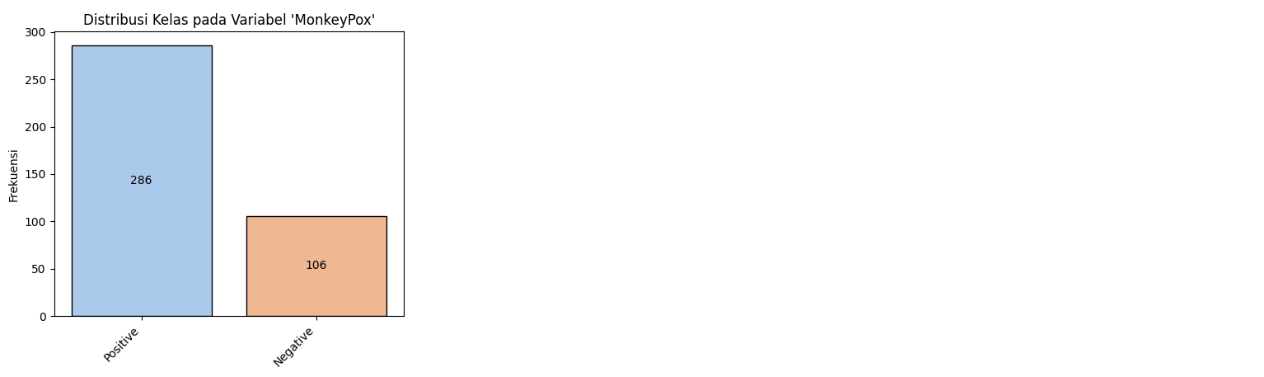 Distribusi Kelas pada Variabel 'MonkeyPox'
300
250
200
150
100
50
0
Frekuensi
286
106
Positive
Negative